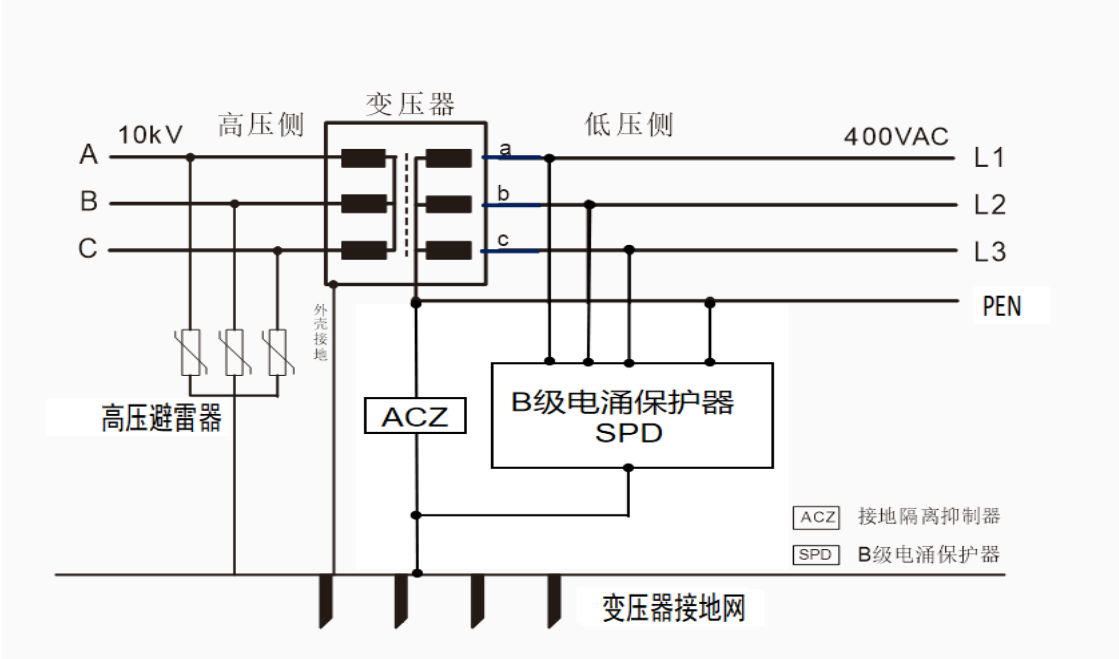 变压器
10kV
高压侧
低压侧
400VAC
A
a
L1
B
b
L2
C
c
L3
PEN
外壳接地
高压避雷器
ACZ
B级电涌保护器
SPD
ACZ 接地隔离抑制器
SPD B级电涌保护器
变压器接地网